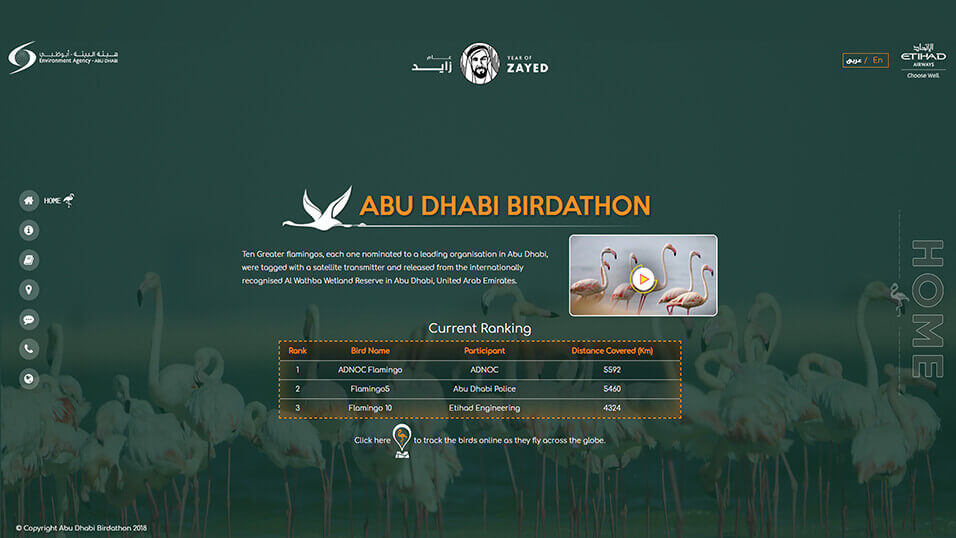 هيئة البيئة - أبوظبي
Environment Agency - ABU DHABI
عام
زايد
YEAR OF
ZAYED
عربي / En
الإتحاد
ETIHAD
AIRWAYS
Choose Well.
HOME
ABU DHABI BIRDATHON
Ten Greater flamingos, each one nominated to a leading organisation in Abu Dhabi,
were tagged with a satellite transmitter and released from the internationally
recognised Al Wathba Wetland Reserve in Abu Dhabi, United Arab Emirates.
HOME
Current Ranking
Rank Bird Name Participant Distance Covered (Km)
1 ADNOC Flamingo ADNOC 5592
2 Flamingo5 Abu Dhabi Police 5460
3 Flamingo 10 Etihad Engineering 4324
Click here to track the birds online as they fly across the globe.
© Copyright Abu Dhabi Birdathon 2018